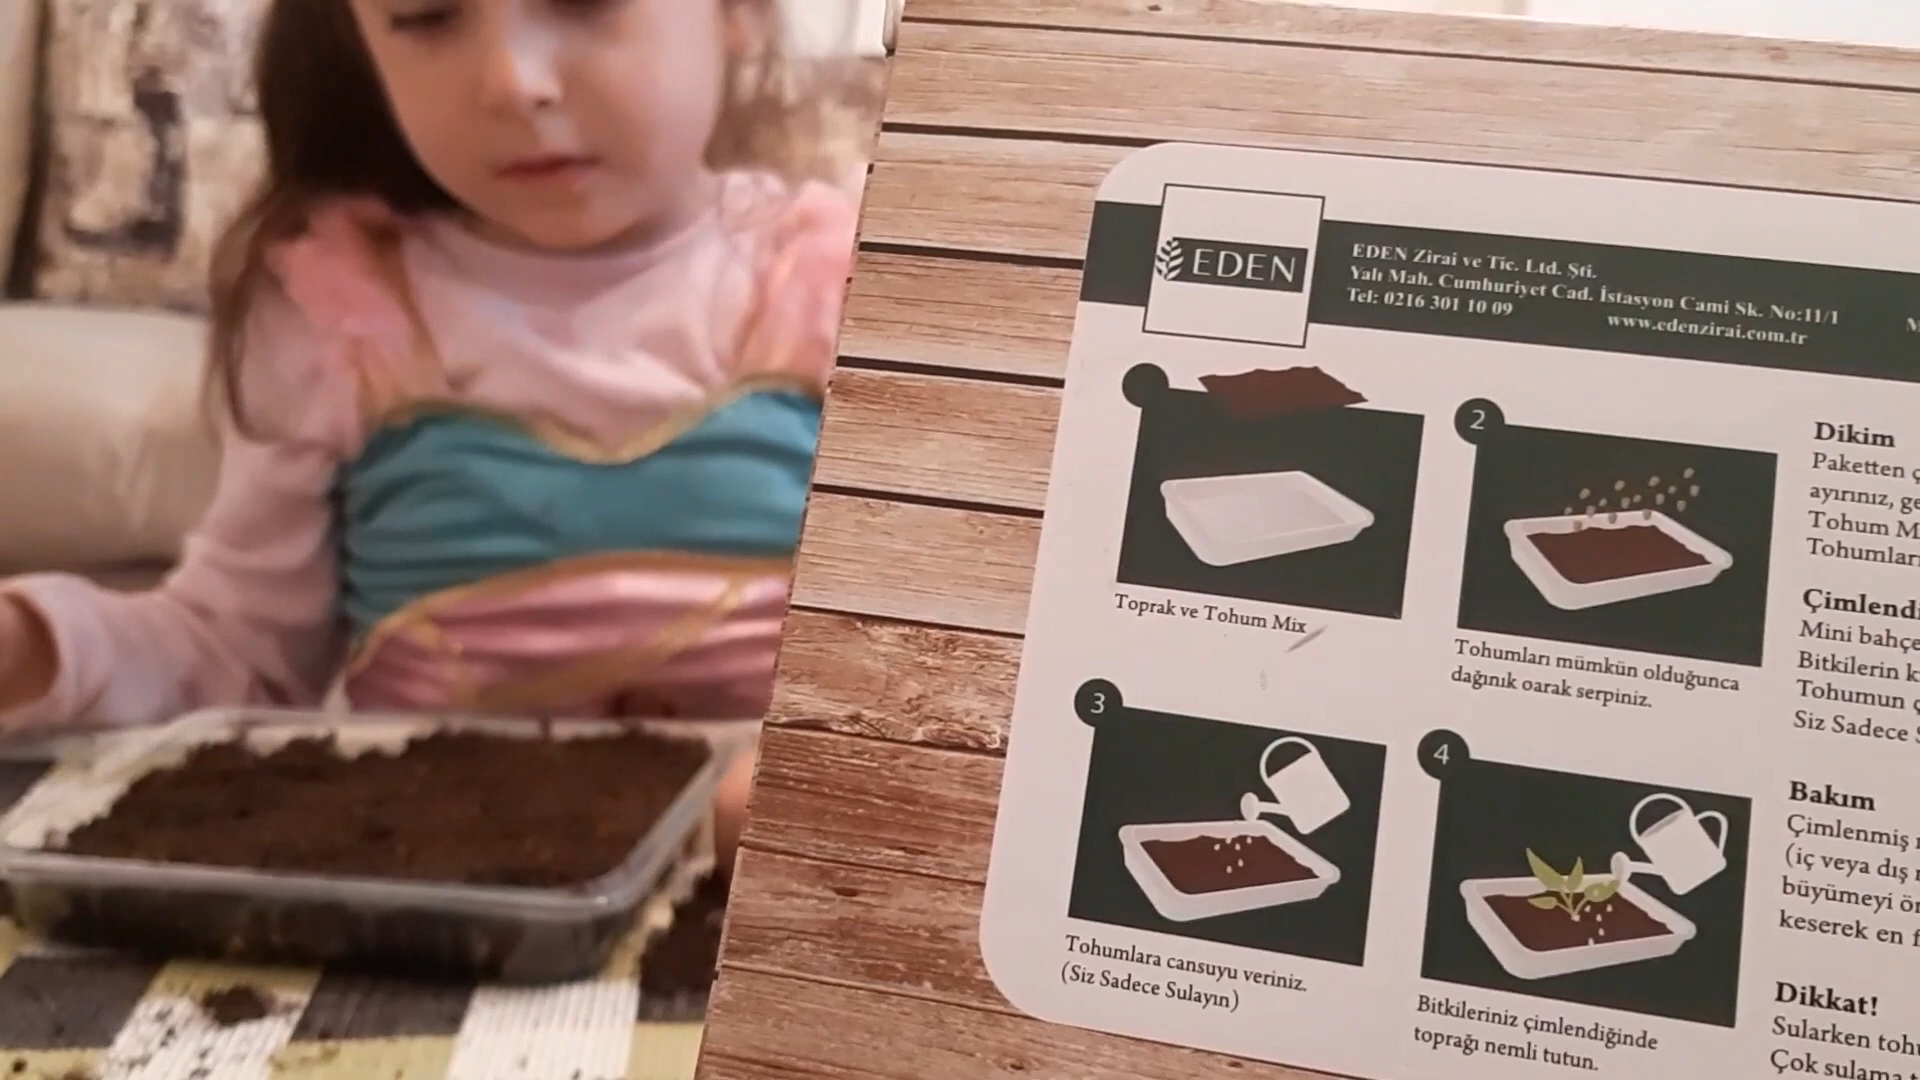 EDEN
EDEN Zirai ve Tic. Ltd. Şti.
Yalı Mah. Cumhuriyet Cad. İstasyon Cami Sk. No:11/1
Tel: 0216 301 10 09
www.edenzirai.com.tr
Toprak ve Tohum Mix
2
Tohumları mümkün olduğunca
dağınık oarak serpiniz.
3
Tohumlara cansuyu veriniz.
(Siz Sadece Sulayın)
4
Bitkileriniz çimlendiğinde
toprağı nemli tutun.
Dikim
Paketten
ayırınız,
Tohum
Tohumları
Mini bahçe
Bitkilerin
Tohumun
Siz Sadece
Bakım
Çimlenmiş
(iç veya dış
büyümeyi
keserek en
Dikkat!
Sularken
Çok sulama